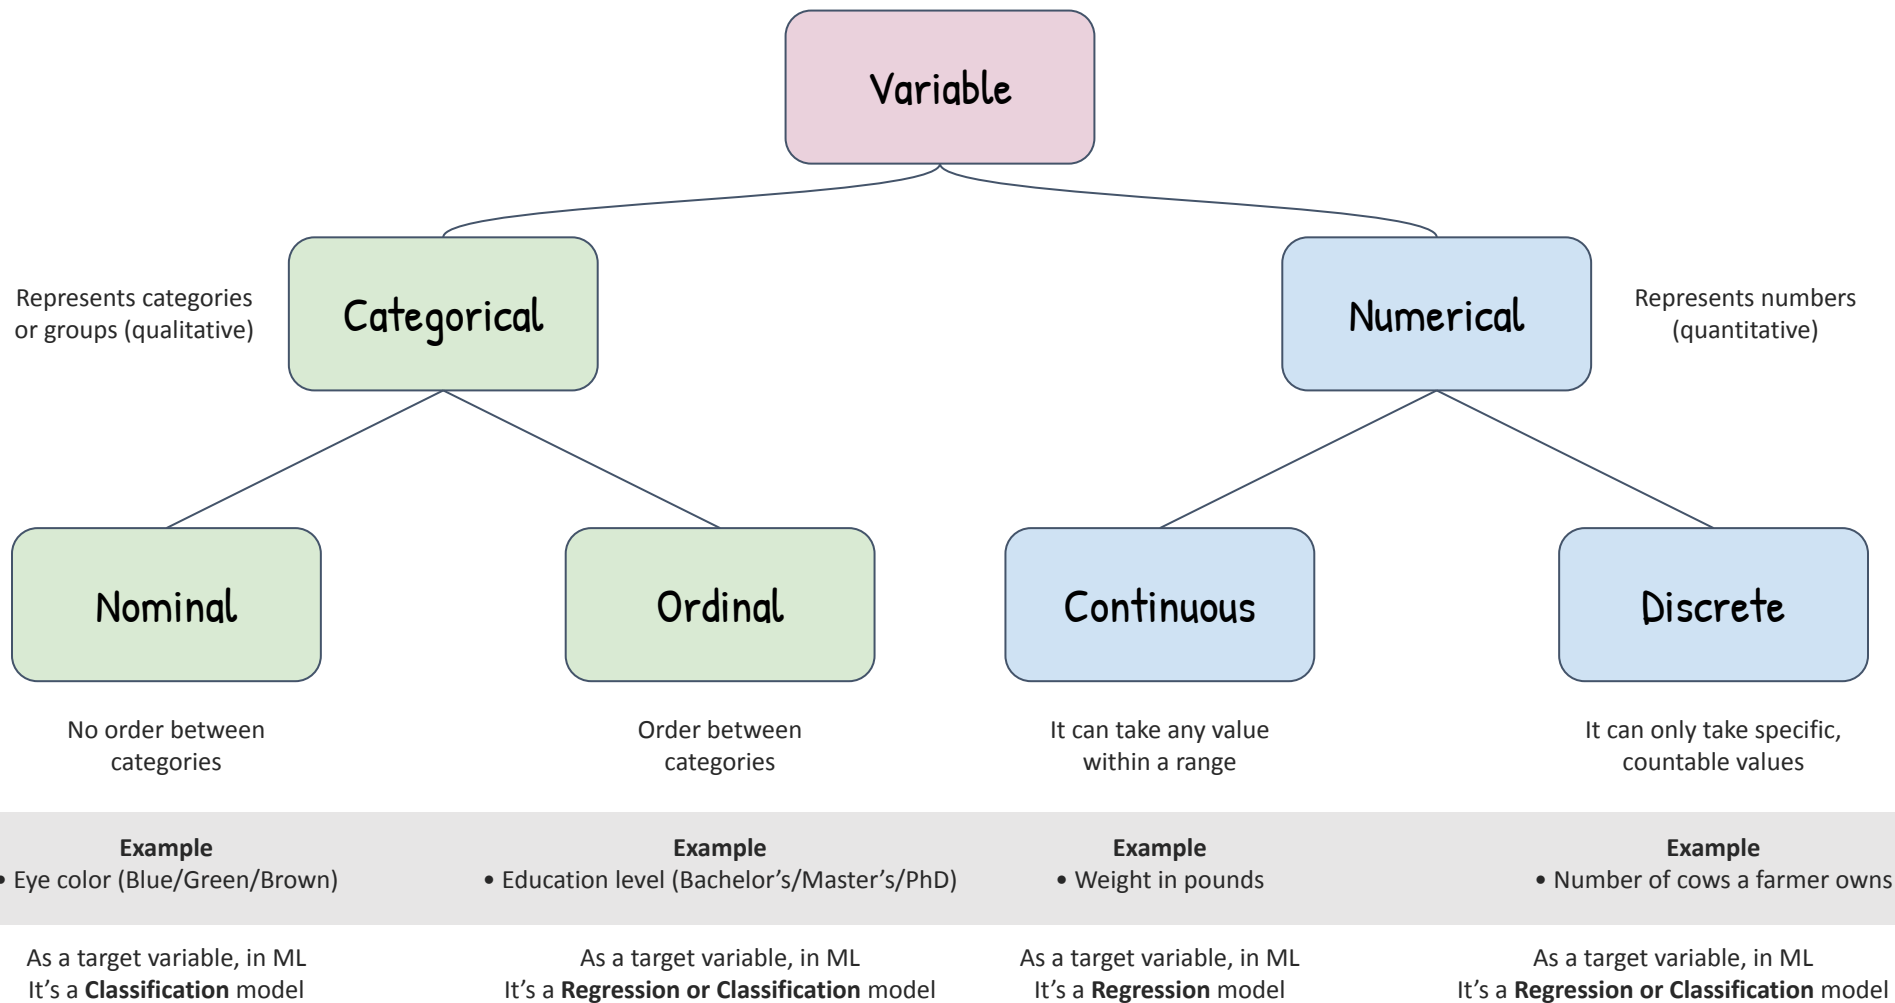 Variable
Represents categories
or groups (qualitative)
Categorical
Numerical
Represents numbers
(quantitative)
Nominal
Ordinal
Continuous
Discrete
No order between
categories
Order between
categories
It can take any value
within a range
It can only take specific,
countable values
Example
• Eye color (Blue/Green/Brown)
Example
• Education level (Bachelor’s/Master’s/PhD)
Example
• Weight in pounds
Example
• Number of cows a farmer owns
As a target variable, in ML
It’s a Classification model
As a target variable, in ML
It’s a Regression or Classification model
As a target variable, in ML
It’s a Regression model
As a target variable, in ML
It’s a Regression or Classification model